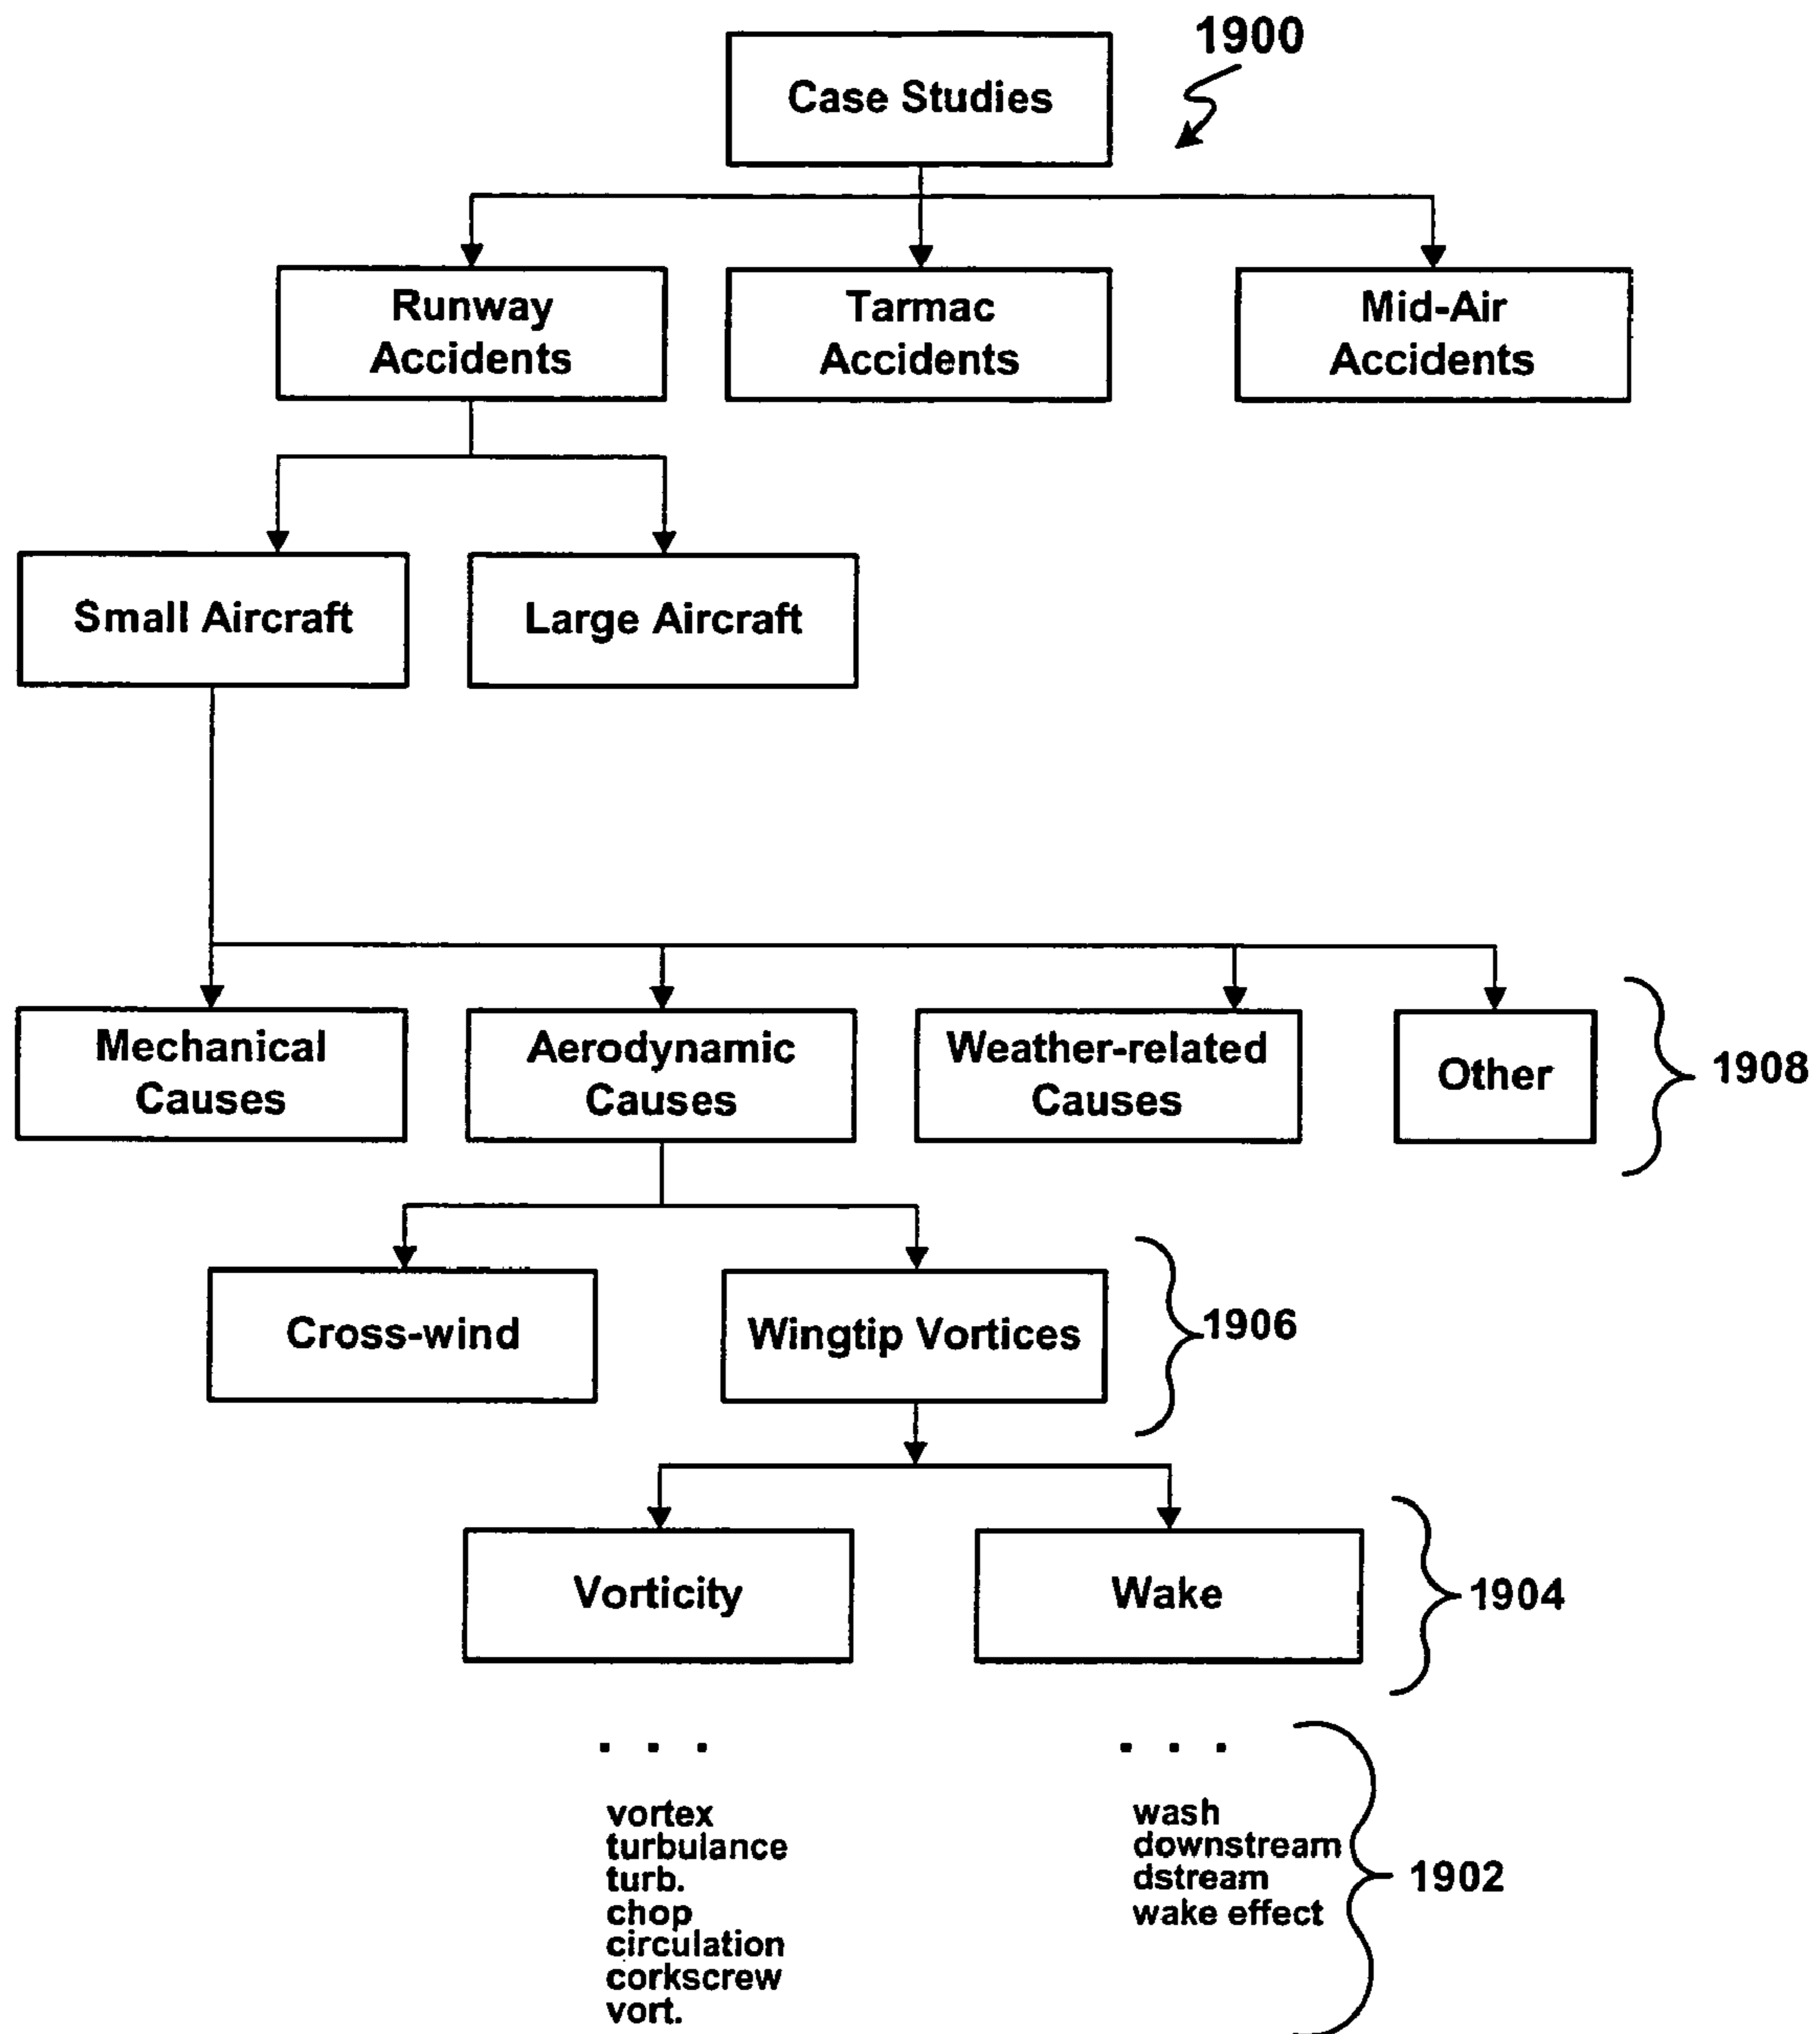 1900
Case Studies
Runway
Accidents
Tarmac
Accidents
Mid-Air
Accidents
Small Aircraft
Large Aircraft
Mechanical
Causes
Aerodynamic
Causes
Weather-related
Causes
Other
1908
Cross-wind
Wingtip Vortices
1906
Vorticity
Wake
1904
. . .
vortex
turbulance
turb.
chop
circulation
corkscrew
vort.
. . .
wash
downstream
dstream
wake effect
1902